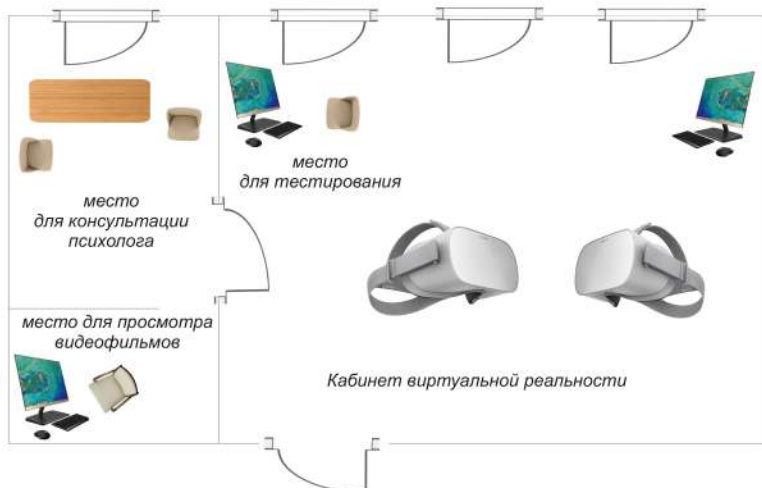 место
для тестирования
место
для консультации
психолога
место для просмотра
видеофильмов
Кабинет виртуальной реальности